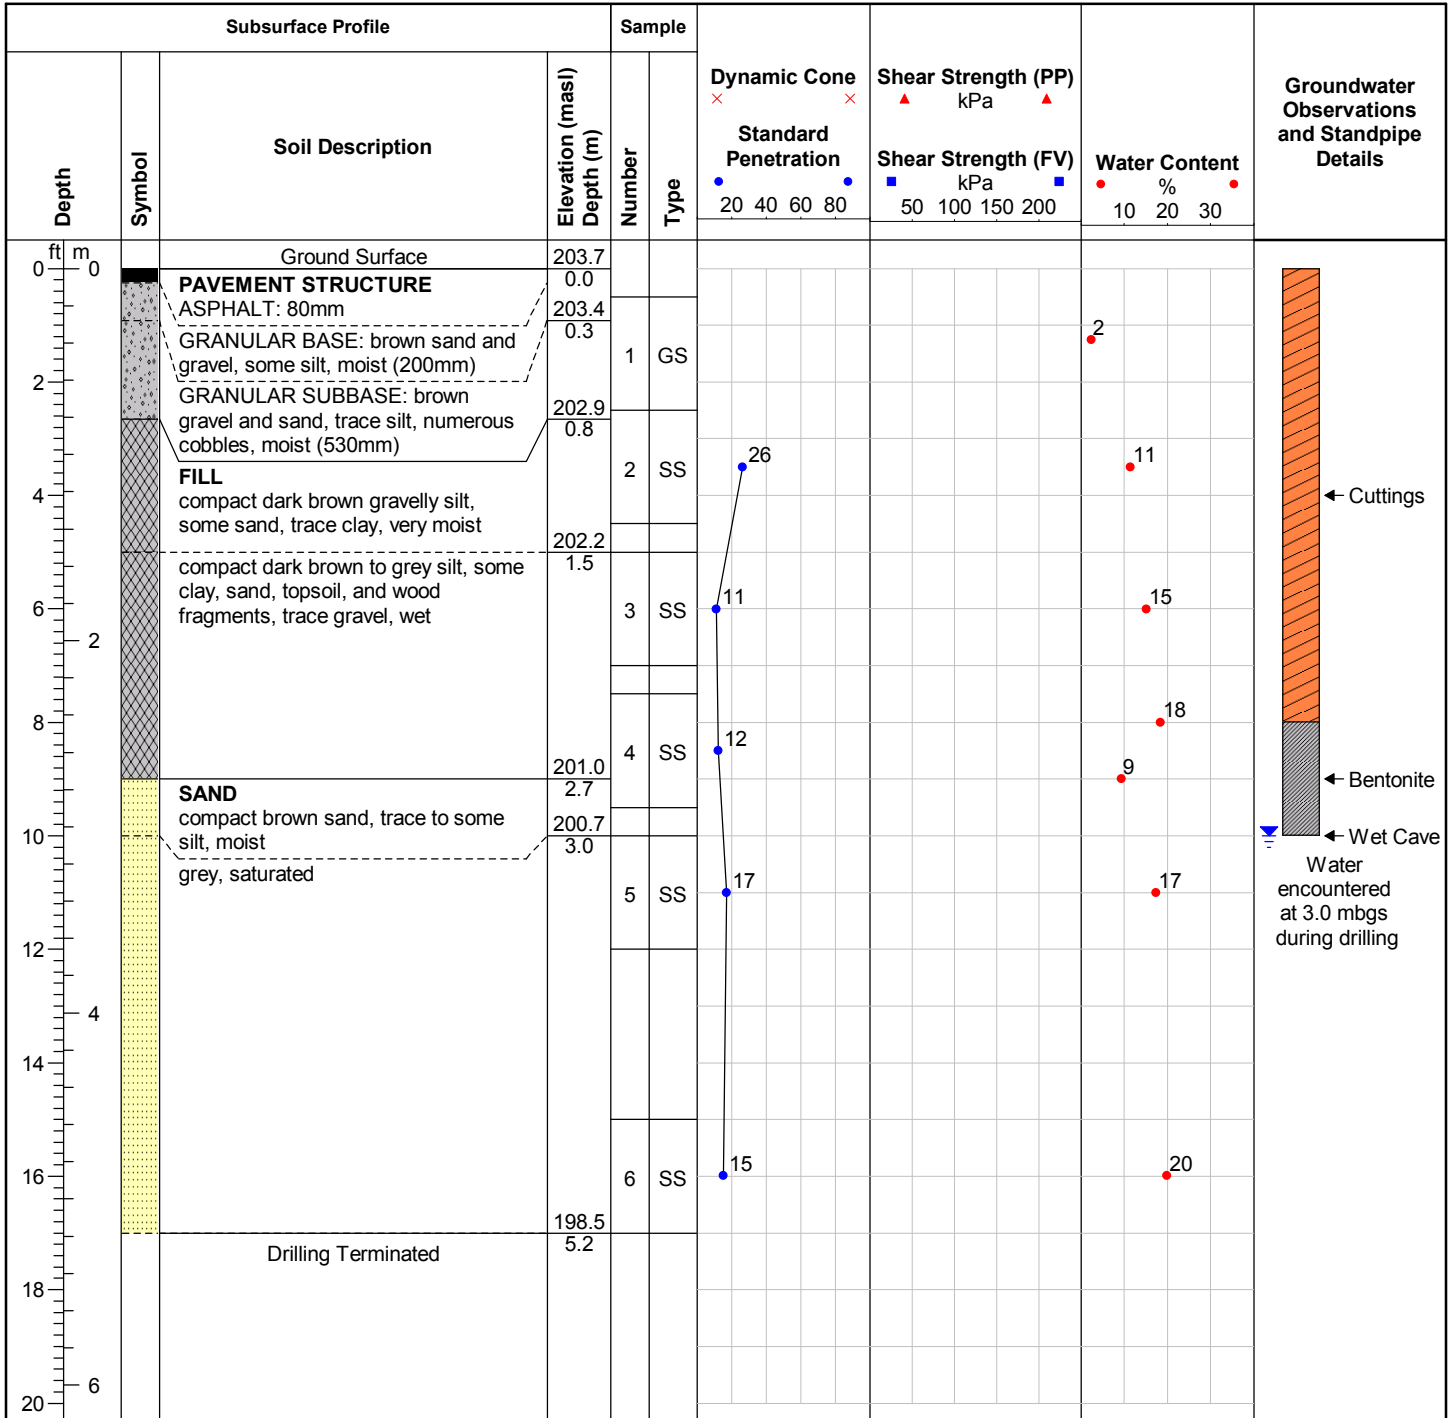 Subsurface Profile
Sample
Depth
Symbol
Soil Description
Elevation (masl)
Depth (m)
Number
Type
Dynamic Cone
Standard
Penetration
20 40 60 80
Shear Strength (PP)
kPa
Shear Strength (FV)
kPa
50 100 150 200
Water Content
%
10 20 30
Groundwater
Observations
and Standpipe
Details
ft m
0 0
2
4
6
2
8
10
12
4
14
16
18
6
20
Ground Surface
203.7
0.0
PAVEMENT STRUCTURE
ASPHALT: 80mm
203.4
0.3
GRANULAR BASE: brown sand and
gravel, some silt, moist (200mm)
GRANULAR SUBBASE: brown
gravel and sand, trace silt, numerous
cobbles, moist (530mm)
202.9
0.8
FILL
compact dark brown gravelly silt,
some sand, trace clay, very moist
202.2
1.5
compact dark brown to grey silt, some
clay, sand, topsoil, and wood
fragments, trace gravel, wet
201.0
2.7
SAND
compact brown sand, trace to some
silt, moist
200.7
3.0
grey, saturated
198.5
5.2
Drilling Terminated
1 GS
2 SS
3 SS
4 SS
5 SS
6 SS
26
11
12
17
15
2
11
15
18
9
17
20
Cuttings
Bentonite
Wet Cave
Water
encountered
at 3.0 mbgs
during drilling